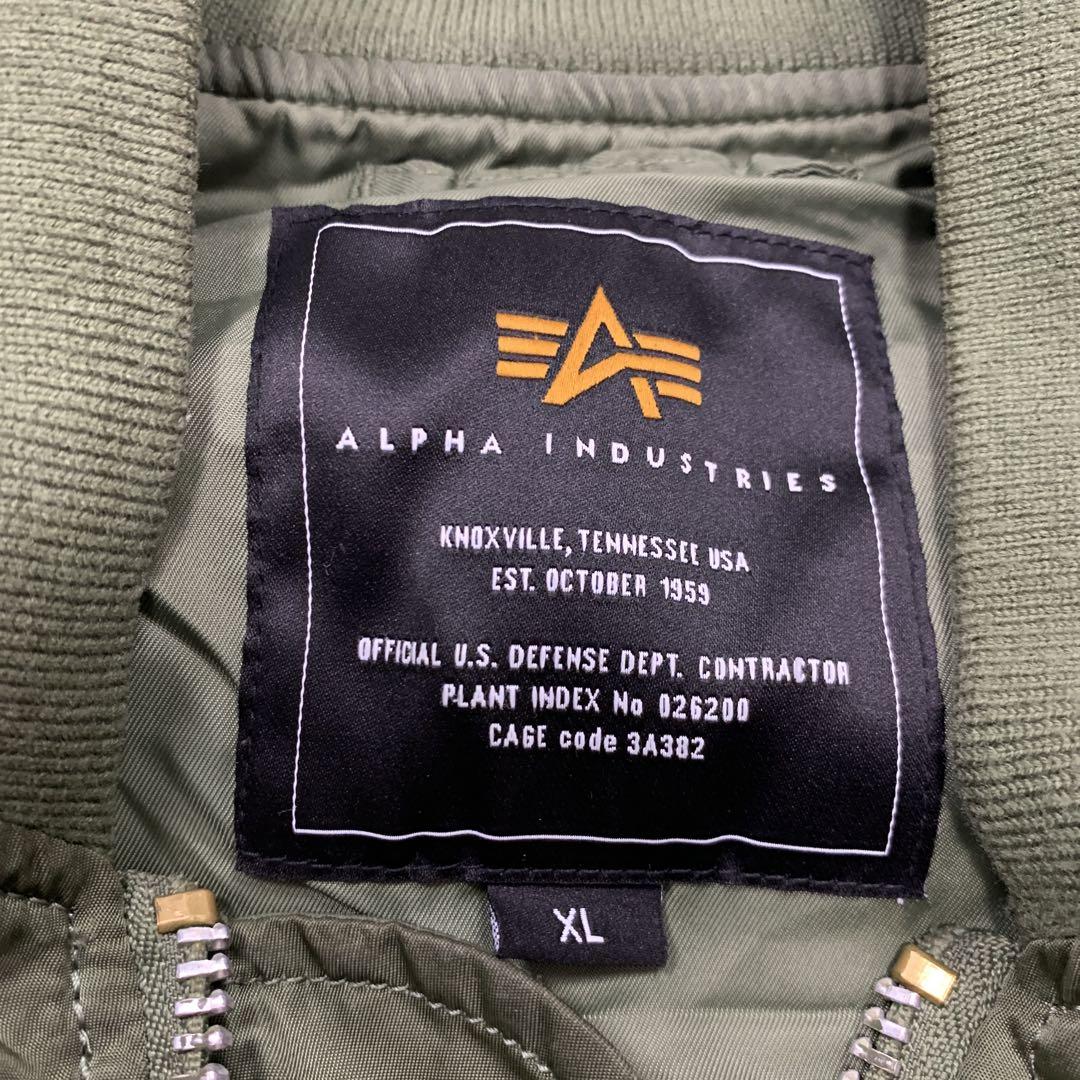 ALPHA INDUSTRIES
KNOXVILLE, TENNESSEE USA
EST. OCTOBER 1959
OFFICIAL U.S. DEFENSE DEPT. CONTRACTOR
PLANT INDEX No 026200
CAGE code 3A382
XL